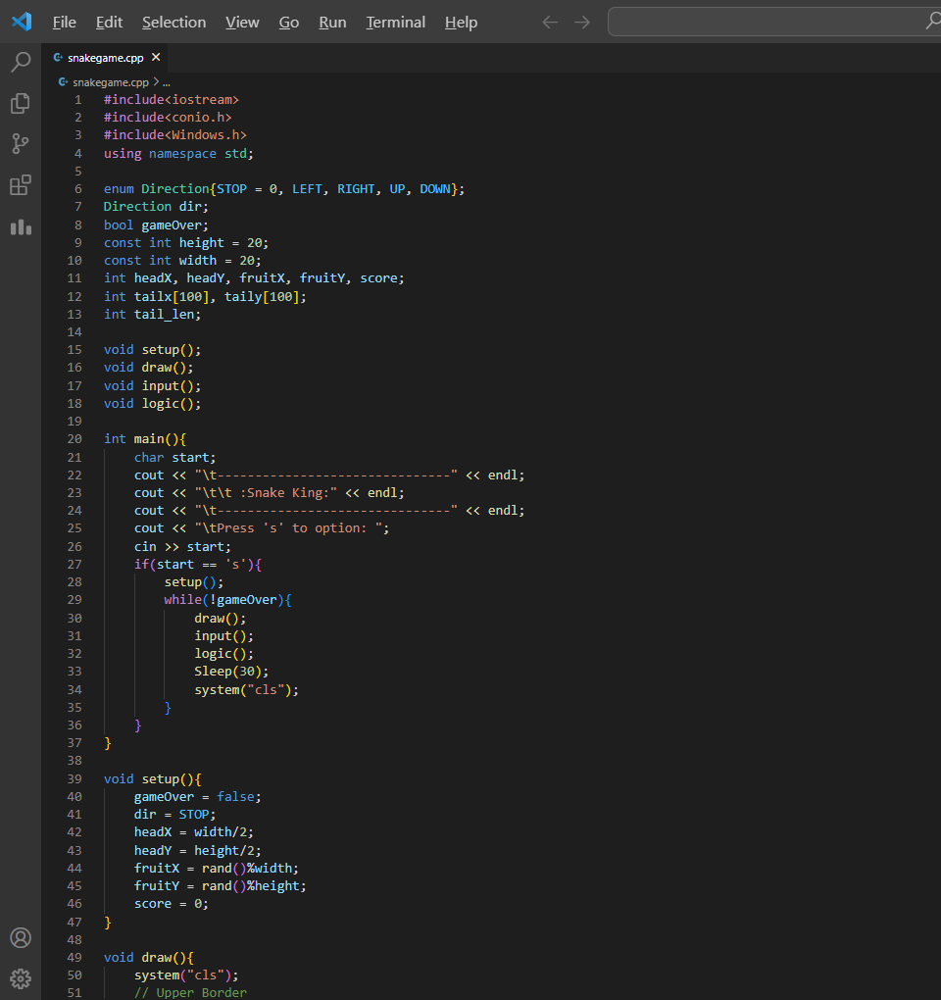 File Edit Selection View Go Run Terminal Help
snakegame.cpp
snakegame.cpp > ...
1 #include<iostream>
2 #include<conio.h>
3 #include<Windows.h>
4 using namespace std;
5
6 enum Direction{STOP = 0, LEFT, RIGHT, UP, DOWN};
7 Direction dir;
8 bool gameOver;
9 const int height = 20;
10 const int width = 20;
11 int headX, headY, fruitX, fruitY, score;
12 int tailx[100], taily[100];
13 int tail_len;
14
15 void setup();
16 void draw();
17 void input();
18 void logic();
19
20 int main(){
21     char start;
22     cout << "\t-------------------------------" << endl;
23     cout << "\t\t :Snake King:" << endl;
24     cout << "\t-------------------------------" << endl;
25     cout << "\tPress 's' to option: ";
26     cin >> start;
27     if(start == 's'){
28         setup();
29         while(!gameOver){
30             draw();
31             input();
32             logic();
33             Sleep(30);
34             system("cls");
35         }
36     }
37 }
38
39 void setup(){
40     gameOver = false;
41     dir = STOP;
42     headX = width/2;
43     headY = height/2;
44     fruitX = rand()%width;
45     fruitY = rand()%height;
46     score = 0;
47 }
48
49 void draw(){
50     system("cls");
51     // Upper Border